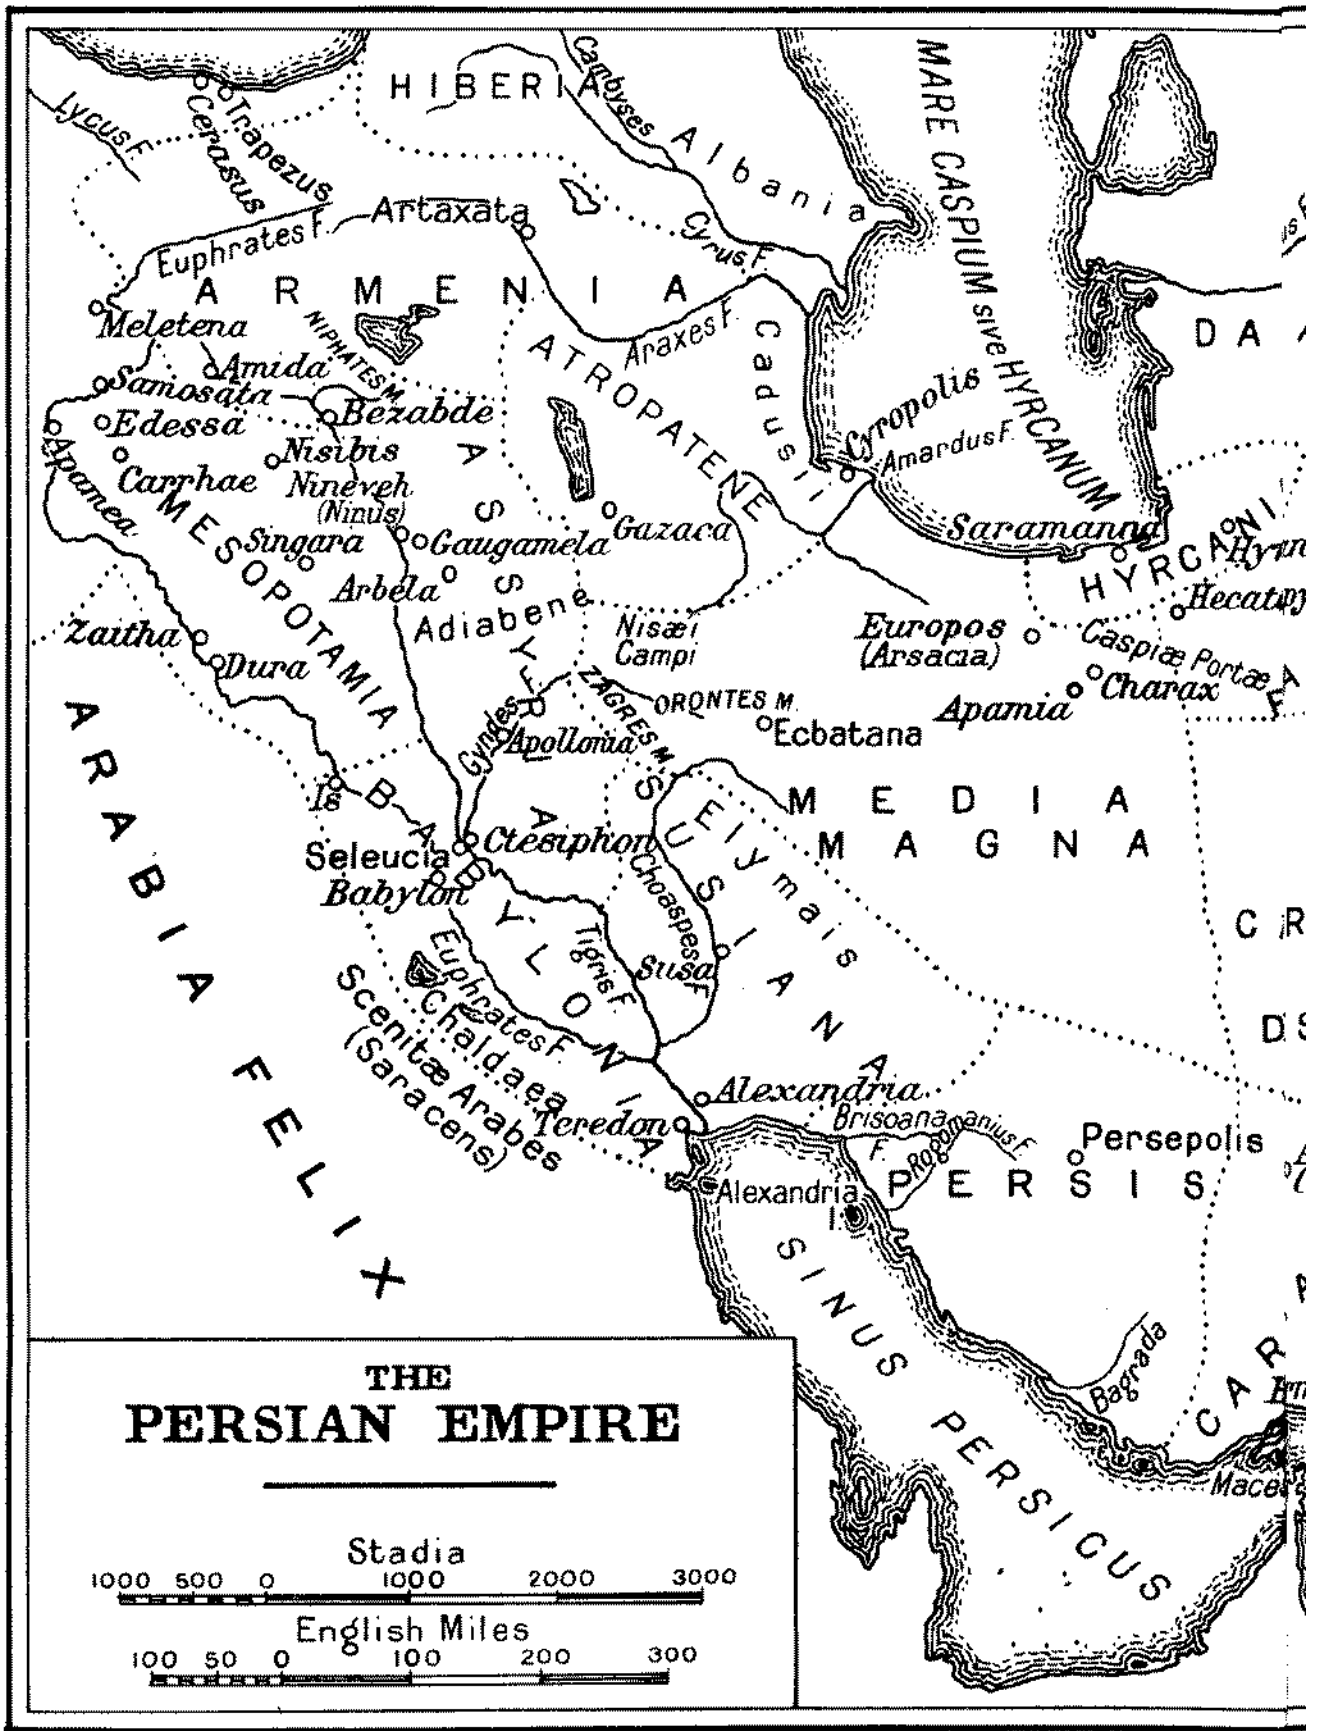 HIBERIA
Cambyses
Albania
MARE CASPIUM sive HYRCANUM
Lycus F.
Cerasus
Trapezus
Euphrates F.
Artaxata
Cyrus F.
ARMENIA
Araxes F.
Cadusii
DA
Meletena
NIPHATES M.
ATROPATENE
Amida
Samosata
Bezabde
Cyropolis
Amardus F.
Edessa
Apamea
Carrhae
Nisibis
Nineveh
(Ninus)
ASSYRIA
MESOPOTAMIA
Singara
Gaugamela
Gazaca
Saramanna
HYRCANI
Hyrn
Arbela
Adiabene
Hecatompy
Zaitha
Dura
Nisæi
Campi
Europos
(Arsacia)
Caspiæ Portæ
Charax
Apamia
ZAGRES M.
ORONTES M.
Ecbatana
Gyndes F.
Apollonia
ARABIA FELIX
Is
BABYLONIA
MEDIA
MAGNA
SUSIANA
Elymais
Seleucia
Ctesiphon
Babylon
Choaspes F.
Susa
Tigris F.
Euphrates F.
Chaldaea
Scenitæ Arabes
(Saracens)
Alexandria
Teredon
Brisoana
F.
Rogomanius F.
Persepolis
PERSIS
Alexandria
I.
SINUS PERSICUS
Bagrada
CAR
Mace
THE
PERSIAN EMPIRE
Stadia
1000 500 0 1000 2000 3000
English Miles
100 50 0 100 200 300